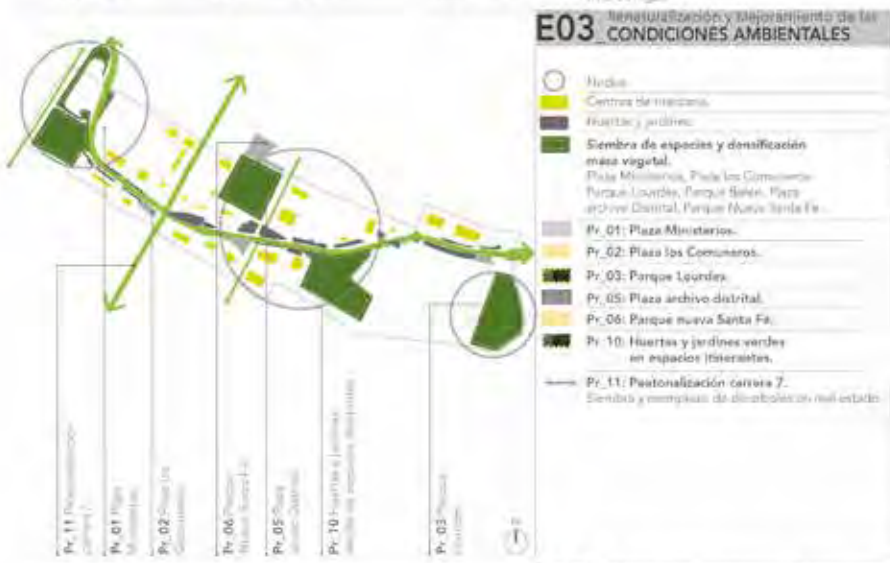 E03_Renaturalización y Mejoramiento de las
CONDICIONES AMBIENTALES
Nodos
Centros de manzana.
Huertas y jardines.
Siembra de especies y densificación
masa vegetal.
Plaza Ministerios, Plaza los Comuneros
Parque Lourdes, Parque Belén, Plaza
archivo Distrital, Parque Nueva Santa Fe.
Pr_01: Plaza Ministerios.
Pr_02: Plaza los Comuneros.
Pr_03: Parque Lourdes.
Pr_05: Plaza archivo distrital.
Pr_06: Parque nueva Santa Fe.
Pr_10: Huertas y jardines verdes
en espacios itinerantes.
Pr_11: Peatonalización carrera 7.
Siembra y reemplazo de árboles en mal estado.
Pr_11 Peatonalización
carrera 7.
Pr_01 Plaza
Ministerios.
Pr_02 Plaza los
Comuneros.
Pr_06 Parque
Nueva Santa Fe.
Pr_05 Plaza
archivo Distrital.
Pr_10 Huertas y jardines
Pr_03 Parque
Lourdes.